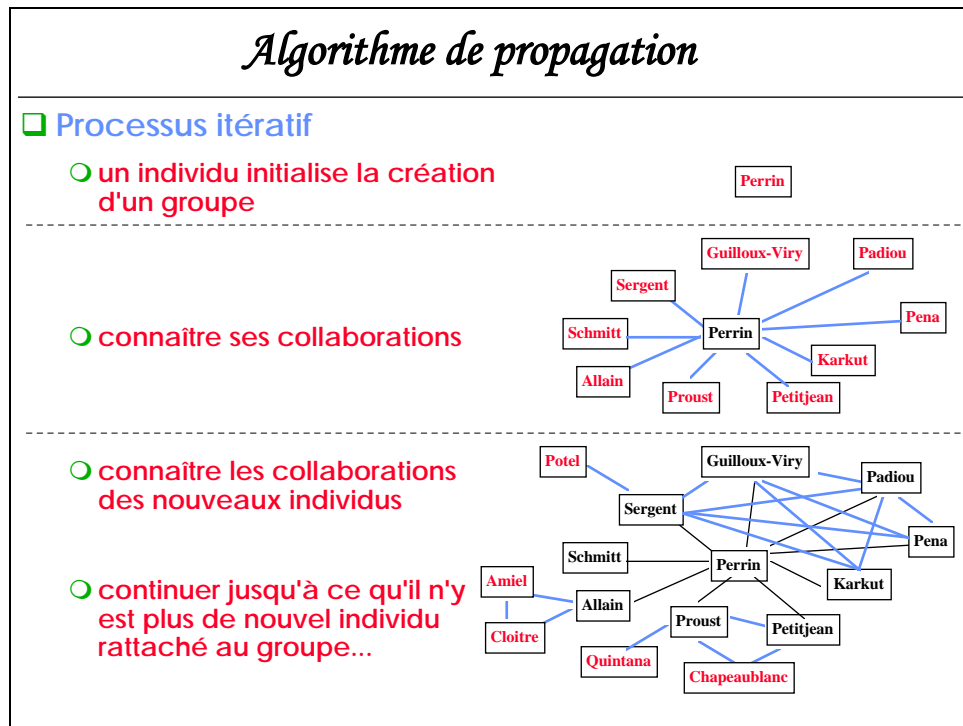 Algorithme de propagation
Processus itératif
un individu initialise la création
d'un groupe
Perrin
connaître ses collaborations
Guilloux-Viry
Padiou
Sergent
Pena
Schmitt
Perrin
Karkut
Allain
Proust
Petitjean
connaître les collaborations
des nouveaux individus
continuer jusqu'à ce qu'il n'y
est plus de nouvel individu
rattaché au groupe...
Potel
Guilloux-Viry
Padiou
Sergent
Pena
Schmitt
Perrin
Karkut
Amiel
Allain
Cloitre
Proust
Petitjean
Quintana
Chapeaublanc